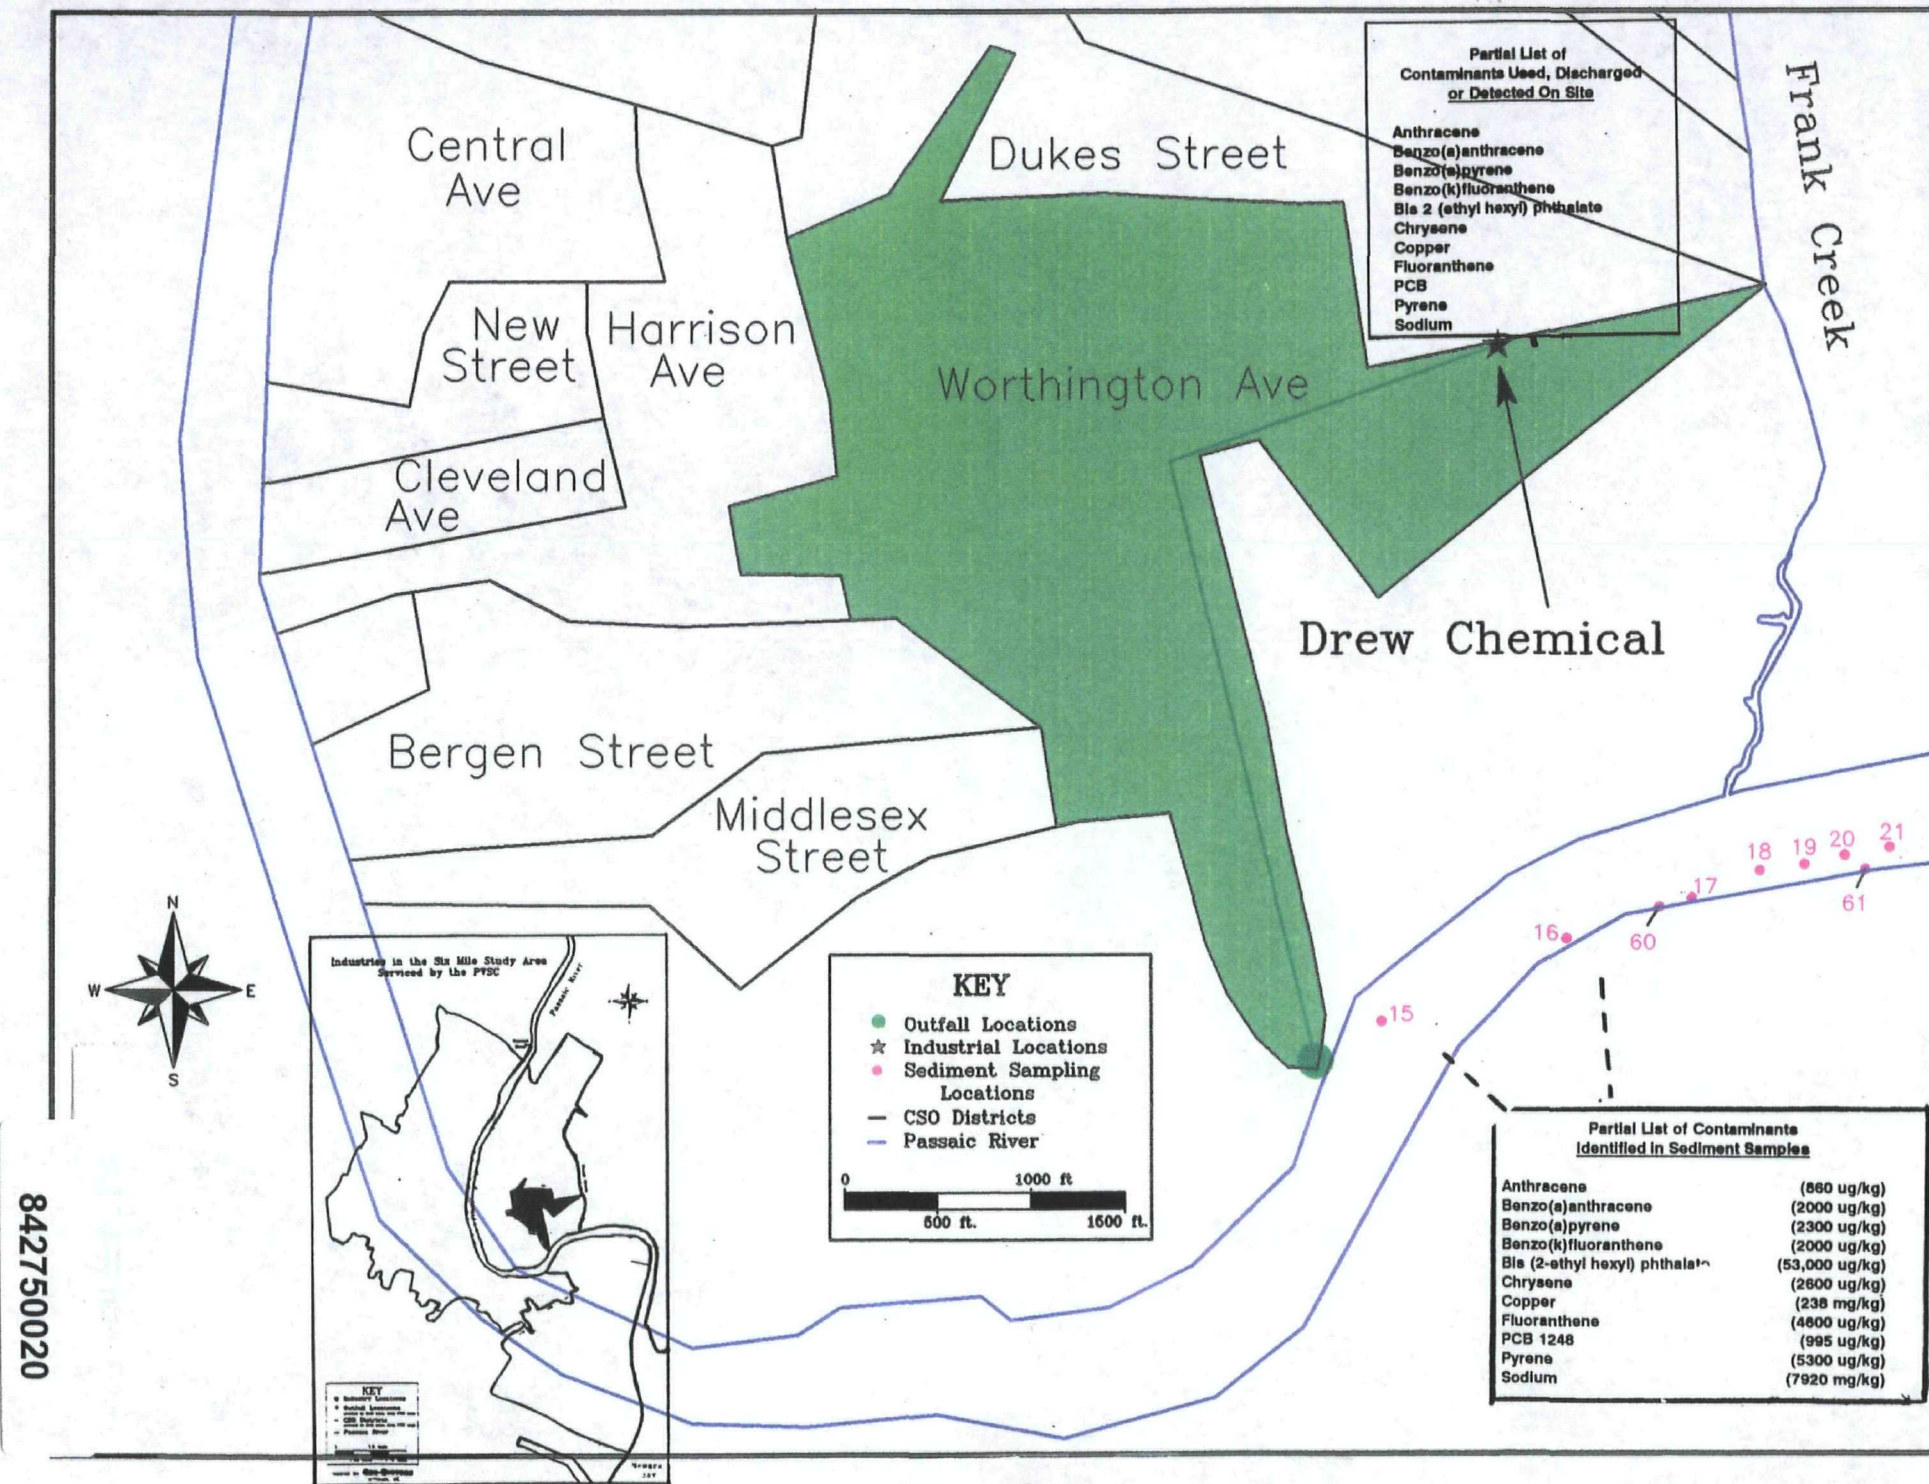 Partial List of
Contaminants Used, Discharged
or Detected On Site
Anthracene
Benzo(a)anthracene
Benzo(a)pyrene
Benzo(k)fluoranthene
Bis 2 (ethyl hexyl) phthalate
Chrysene
Copper
Fluoranthene
PCB
Pyrene
Sodium
Frank Creek
Central
Ave
Dukes Street
New
Street
Harrison
Ave
Worthington Ave
Cleveland
Ave
Drew Chemical
Bergen Street
Middlesex
Street
18
19
20
21
17
61
16
60
15
N
W
E
S
Industries in the Six Mile Study Area
Serviced by the PVSC
Passaic River
KEY
Outfall Locations
Industrial Locations
Sediment Sampling
Locations
CSO Districts
Passaic River
0
1000 ft
500 ft.
1500 ft.
Partial List of Contaminants
Identified in Sediment Samples
Anthracene (860 ug/kg)
Benzo(a)anthracene (2000 ug/kg)
Benzo(a)pyrene (2300 ug/kg)
Benzo(k)fluoranthene (2000 ug/kg)
Bis (2-ethyl hexyl) (53,000 ug/kg)
Chrysene (2600 ug/kg)
Copper (238 mg/kg)
Fluoranthene (4600 ug/kg)
PCB 1248 (995 ug/kg)
Pyrene (5300 ug/kg)
Sodium (7920 mg/kg)
KEY
Passaic River
842750020